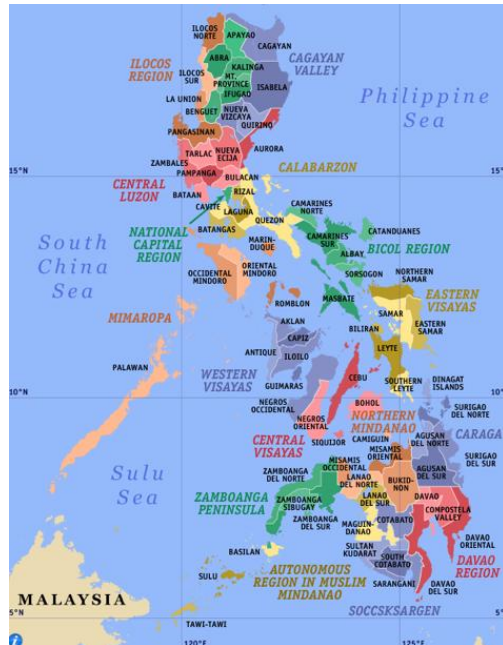 ILOCOS
NORTE
APAYAO
CAGAYAN
ILOCOS
REGION
ABRA
KALINGA
CAGAYAN
VALLEY
ILOCOS
SUR
MT.
PROVINCE
IFUGAO
ISABELA
LA UNION
BENGUET
NUEVA
VIZCAYA
QUIRINO
PANGASINAN
AURORA
Philippine
Sea
15°N
TARLAC
NUEVA
ECIJA
ZAMBALES
PAMPANGA
BULACAN
CALABARZON
15°
CENTRAL
LUZON
BATAAN
RIZAL
CAVITE
LAGUNA
QUEZON
CAMARINES
NORTE
NATIONAL
CAPITAL
REGION
BATANGAS
MARIN-
DUQUE
CAMARINES
SUR
CATANDUANES
BICOL REGION
ALBAY
SORSOGON
South
China
Sea
OCCIDENTAL
MINDORO
ORIENTAL
MINDORO
ROMBLON
MASBATE
NORTHERN
SAMAR
EASTERN
VISAYAS
MIMAROPA
AKLAN
CAPIZ
SAMAR
BILIRAN
EASTERN
SAMAR
ANTIQUE
ILOILO
LEYTE
PALAWAN
WESTERN
VISAYAS
GUIMARAS
CEBU
SOUTHERN
LEYTE
DINAGAT
ISLANDS
10°N
NEGROS
OCCIDENTAL
BOHOL
NEGROS
ORIENTAL
NORTHERN
MINDANAO
SURIGAO
DEL NORTE
CENTRAL
VISAYAS
SIQUIJOR
CAMIGUIN
AGUSAN
DEL NORTE
CARAGA
Sulu
Sea
MISAMIS
OCCIDENTAL
MISAMIS
ORIENTAL
ZAMBOANGA
DEL NORTE
LANAO
DEL NORTE
BUKID-
NON
AGUSAN
DEL SUR
SURIGAO
DEL SUR
ZAMBOANGA
PENINSULA
ZAMBOANGA
SIBUGAY
LANAO
DEL SUR
DAVAO
COMPOSTELA
VALLEY
ZAMBOANGA
DEL SUR
MAGUIN-
DANAO
COTABATO
BASILAN
SULTAN
KUDARAT
DAVAO
ORIENTAL
AUTONOMOUS
REGION IN MUSLIM
MINDANAO
SOUTH
COTABATO
DAVAO
REGION
SULU
SARANGANI
DAVAO
DEL SUR
MALAYSIA
SOCCSKSARGEN
5°N
TAWI-TAWI
5°
i
120°E
125°E